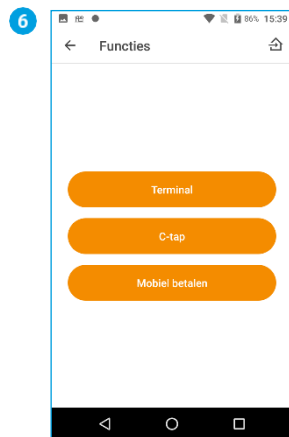 6
86% 15:39
Functies
Terminal
C-tap
Mobiel betalen